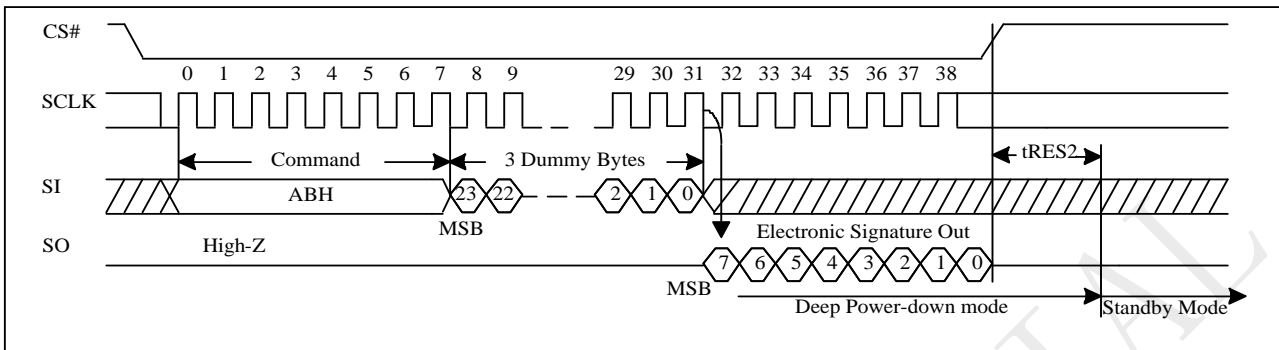 CS#
0 1 2 3 4 5 6 7 8 9 29 30 31 32 33 34 35 36 37 38
SCLK
Command 3 Dummy Bytes tRES2
SI ABH 23 22 2 1 0
MSB
SO High-Z Electronic Signature Out
7 6 5 4 3 2 1 0
MSB
Deep Power-down mode Standby Mode
IAL